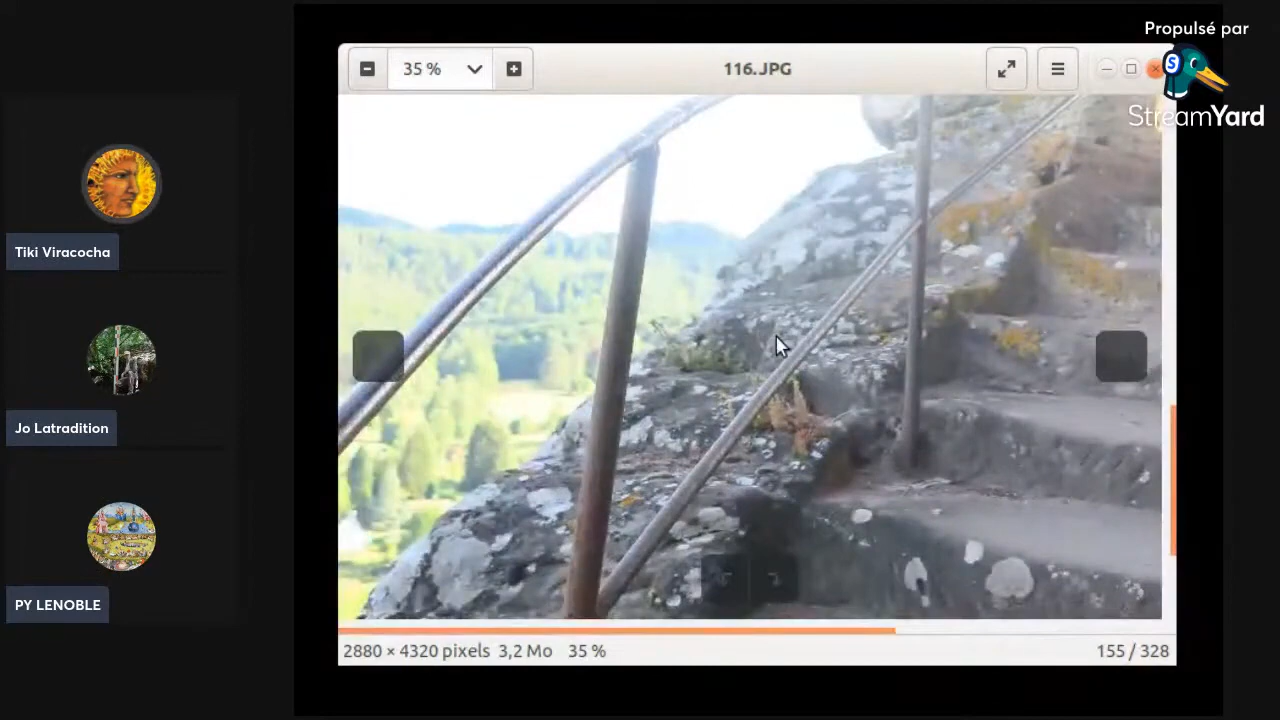 Propulsé par
StreamYard
35 %
116.JPG
Tiki Viracocha
Jo Latradition
PY LENOBLE
2880 × 4320 pixels 3,2 Mo 35 %
155 / 328